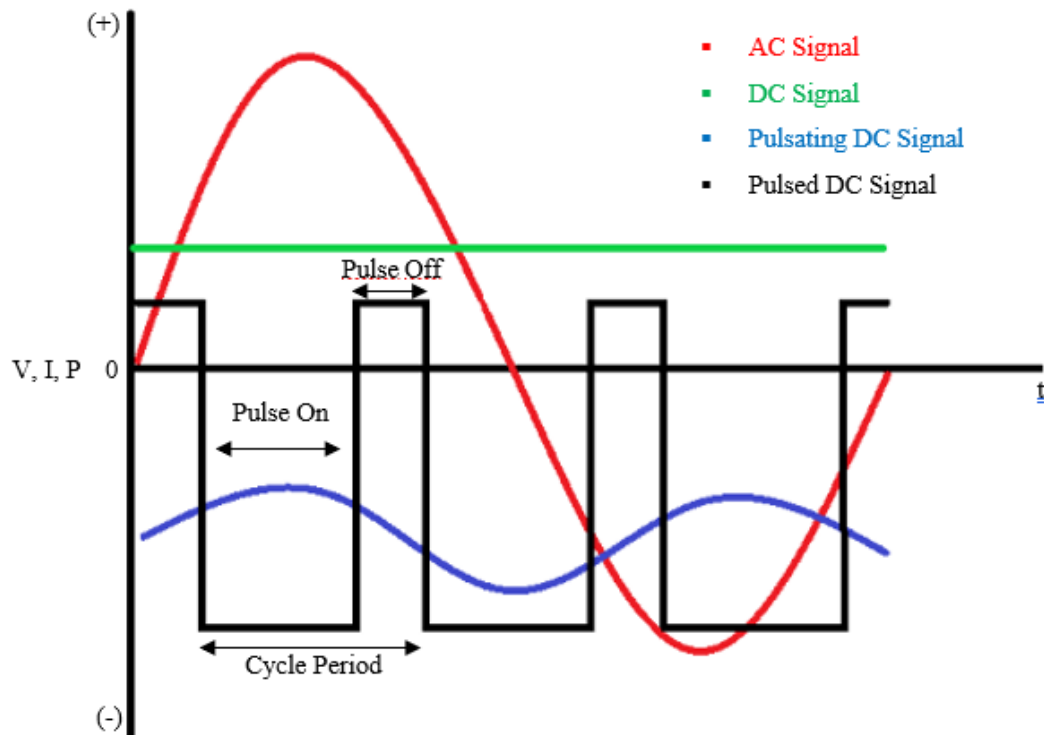 (+)
AC Signal
DC Signal
Pulsating DC Signal
Pulsed DC Signal
Pulse Off
V, I, P 0
t
Pulse On
Cycle Period
(-)